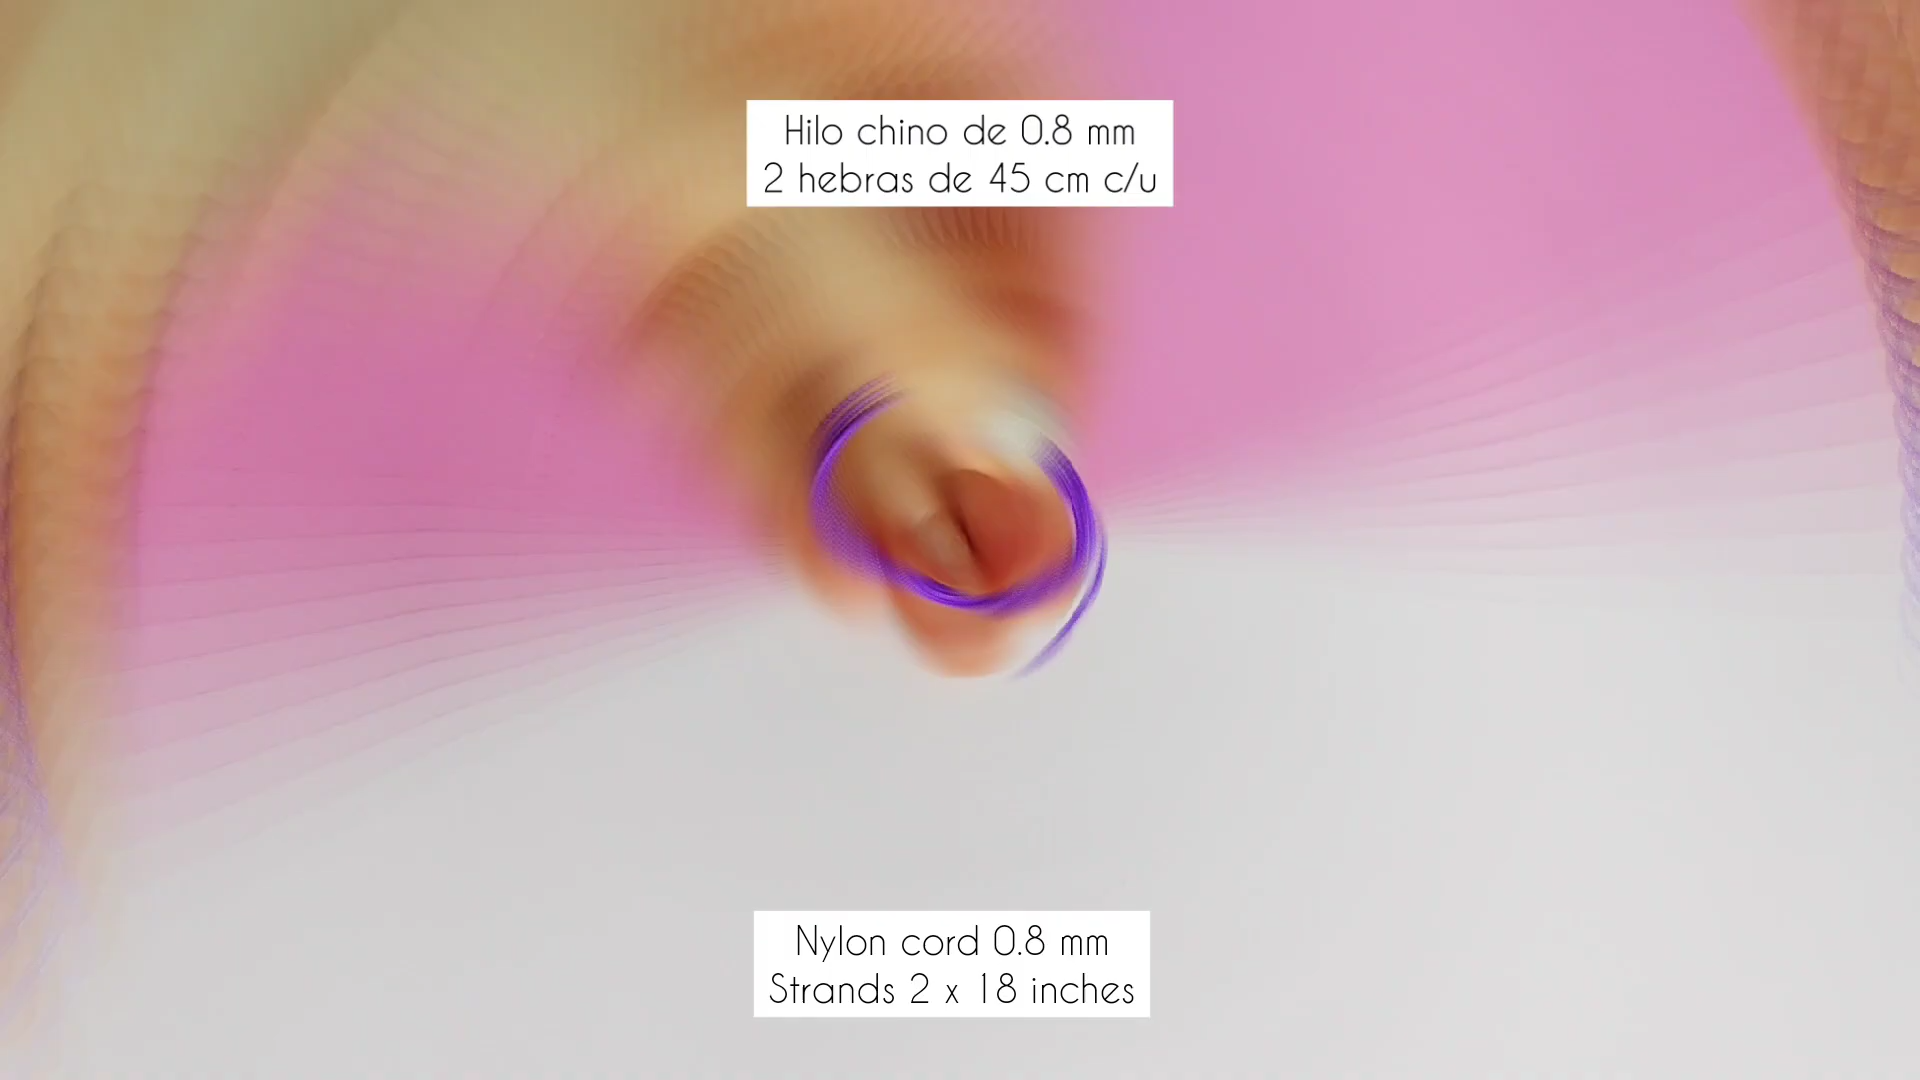 Hilo chino de 0.8 mm
2 hebras de 45 cm c/u
Nylon cord 0.8 mm
Strands 2 x 18 inches